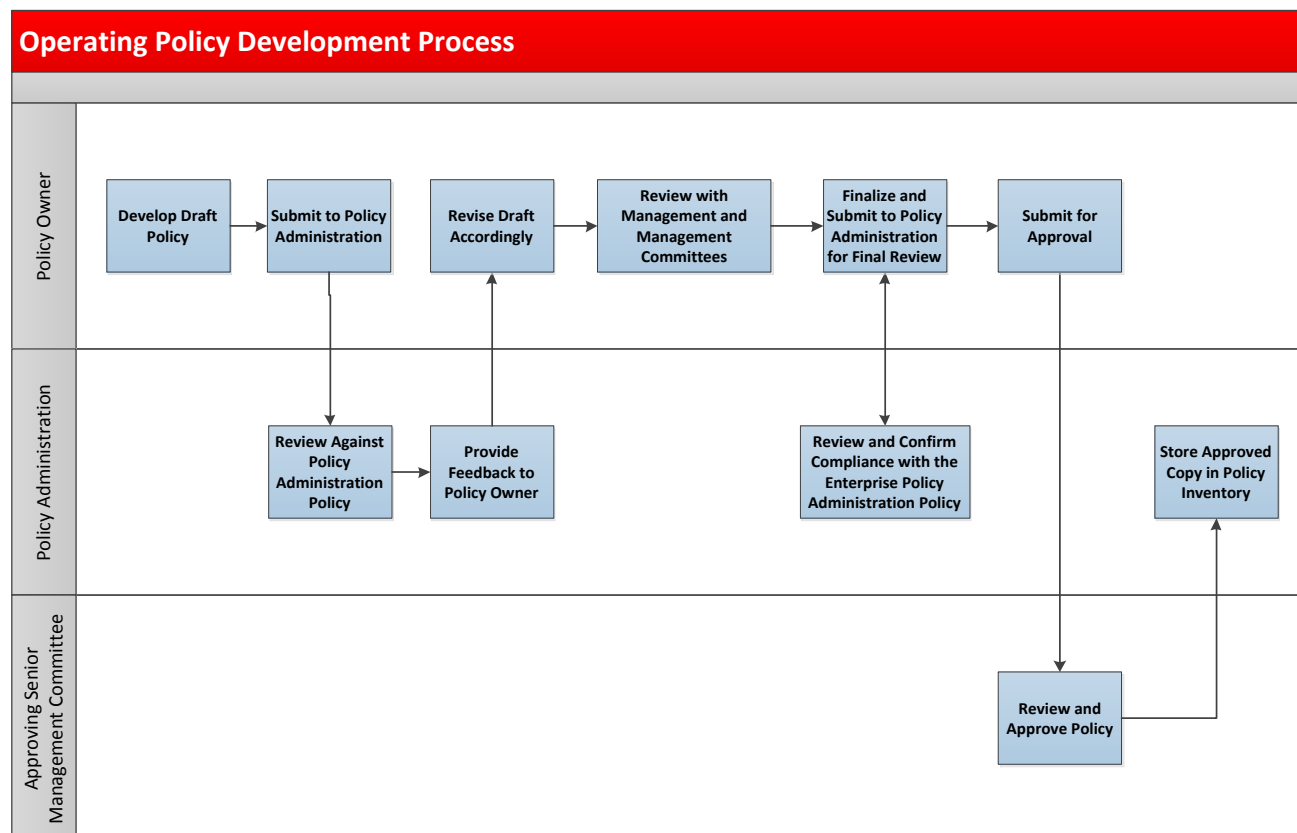 Operating Policy Development Process
Policy Owner
Develop Draft
Policy
Submit to Policy
Administration
Revise Draft
Accordingly
Review with
Management and
Management
Committees
Finalize and
Submit to Policy
Administration
for Final Review
Submit for
Approval
Policy Administration
Review Against
Policy
Administration
Policy
Provide
Feedback to
Policy Owner
Review and Confirm
Compliance with the
Enterprise Policy
Administration Policy
Store Approved
Copy in Policy
Inventory
Approving Senior
Management Committee
Review and
Approve Policy